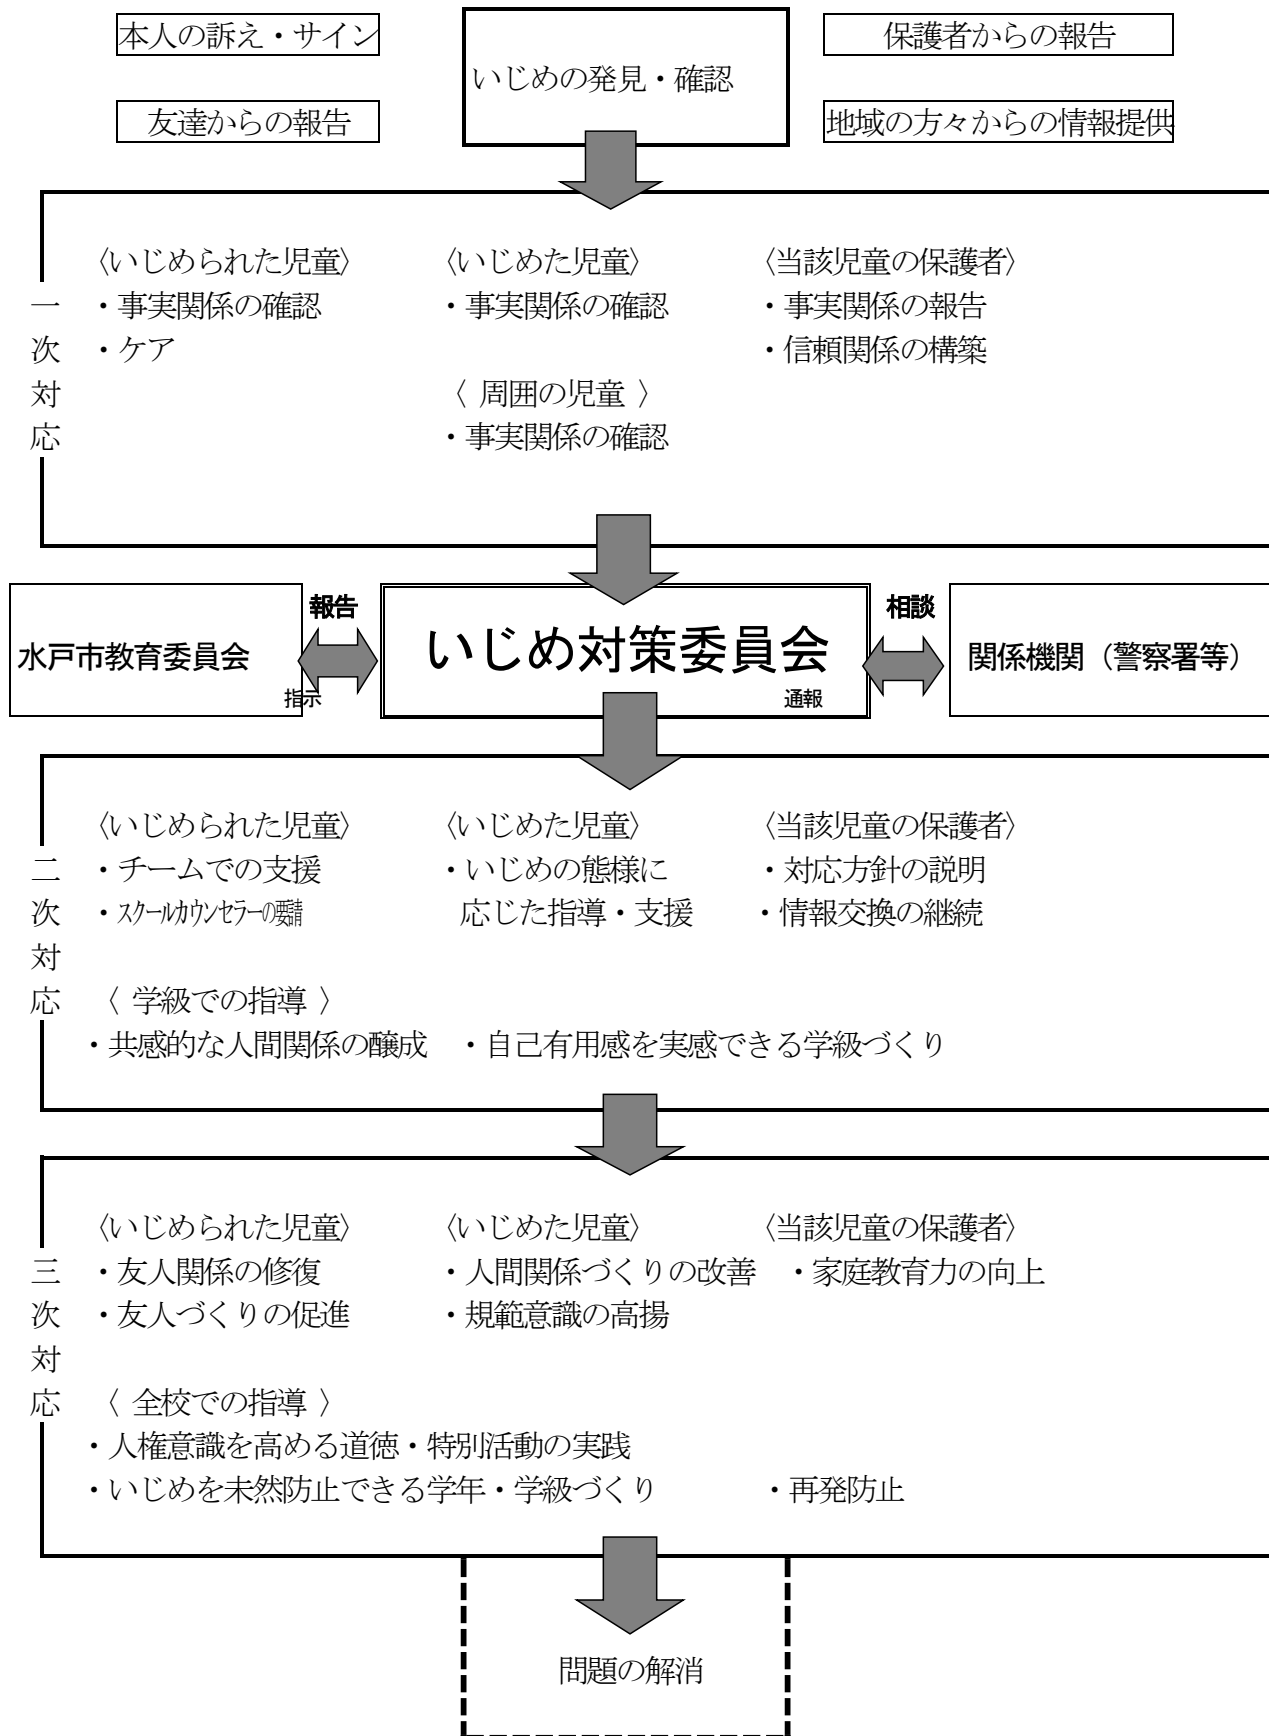 本人の訴え・サイン
保護者からの報告
いじめの発見・確認
友達からの報告
地域の方々からの情報提供
一次対応
〈いじめられた児童〉 〈いじめた児童〉 〈当該児童の保護者〉
・事実関係の確認 ・事実関係の確認 ・事実関係の報告
・ケア ・信頼関係の構築
〈 周囲の児童 〉
・事実関係の確認
水戸市教育委員会
報告
指示
いじめ対策委員会
相談
通報
関係機関（警察署等）
二次対応
〈いじめられた児童〉 〈いじめた児童〉 〈当該児童の保護者〉
・チームでの支援 ・いじめの態様に ・対応方針の説明
・スクールカウンセラーの要請 応じた指導・支援 ・情報交換の継続
〈 学級での指導 〉
・共感的な人間関係の醸成 ・自己有用感を実感できる学級づくり
三次対応
〈いじめられた児童〉 〈いじめた児童〉 〈当該児童の保護者〉
・友人関係の修復 ・人間関係づくりの改善 ・家庭教育力の向上
・友人づくりの促進 ・規範意識の高揚
〈 全校での指導 〉
・人権意識を高める道徳・特別活動の実践
・いじめを未然防止できる学年・学級づくり ・再発防止
問題の解消